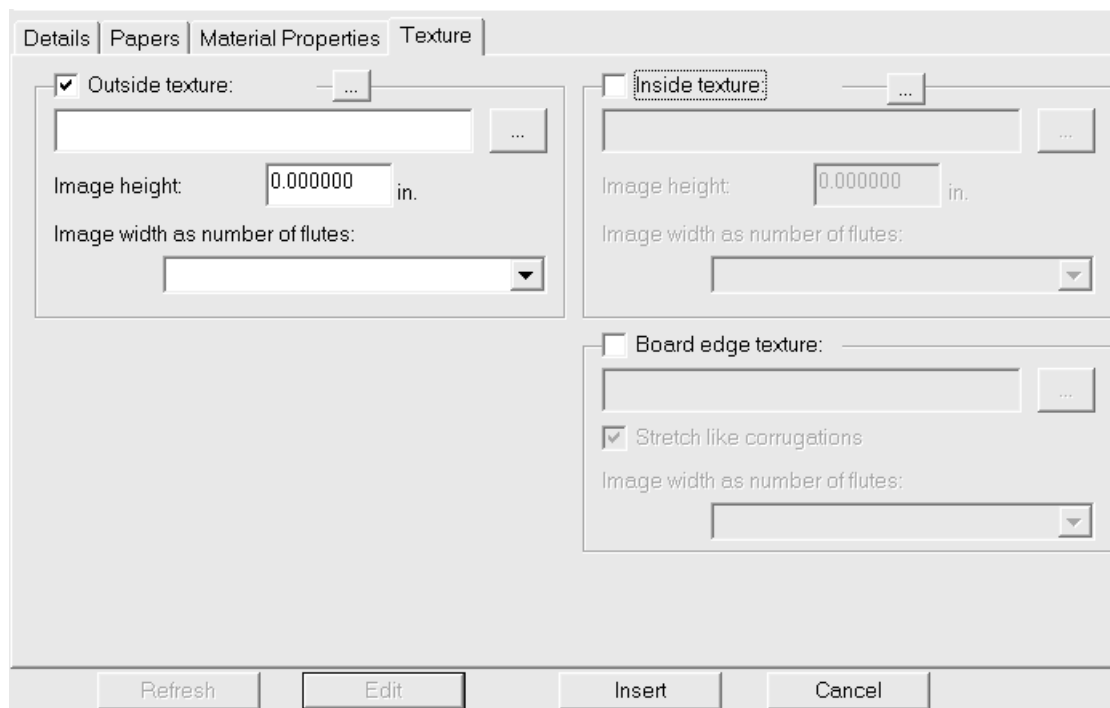 Details Papers Material Properties Texture
Outside texture: ...
...
Image height: 0.000000 in.
Image width as number of flutes:
Inside texture: ...
...
Image height: 0.000000 in.
Image width as number of flutes:
Board edge texture:
...
Stretch like corrugations
Image width as number of flutes:
Refresh Edit Insert Cancel